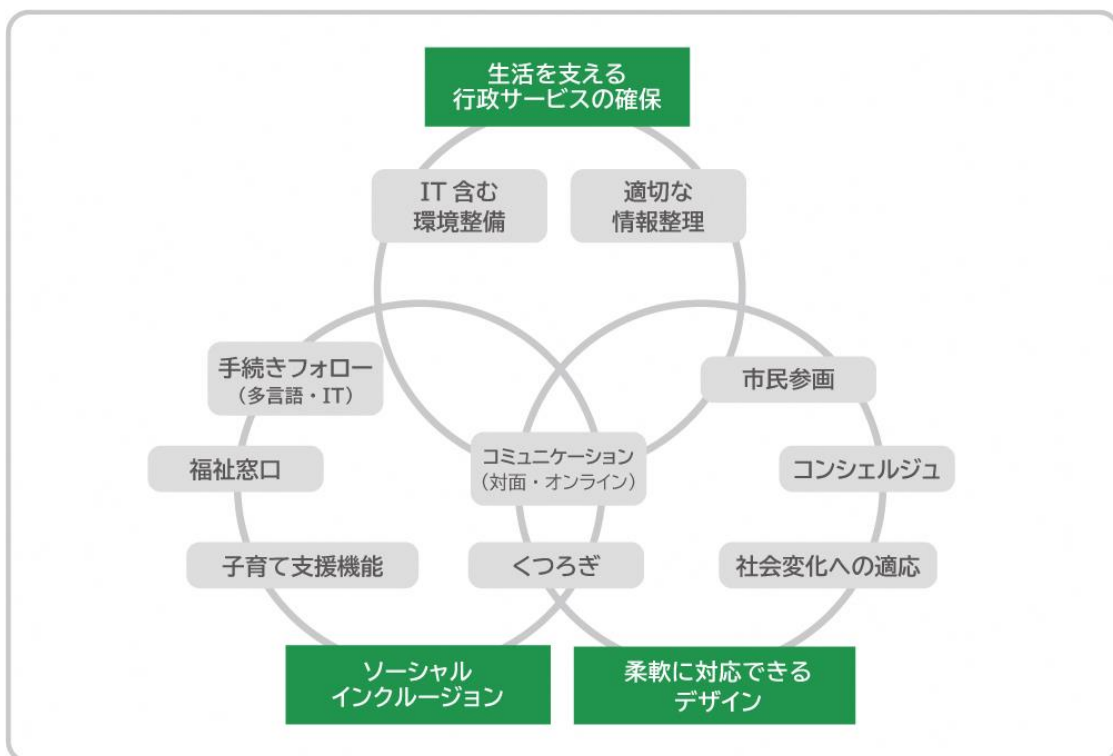 生活を支える
行政サービスの確保
IT 含む
環境整備
適切な
情報整理
手続きフォロー
（多言語・IT）
市民参画
福祉窓口
コミュニケーション
（対面・オンライン）
コンシェルジュ
子育て支援機能
くつろぎ
社会変化への適応
ソーシャル
インクルージョン
柔軟に対応できる
デザイン